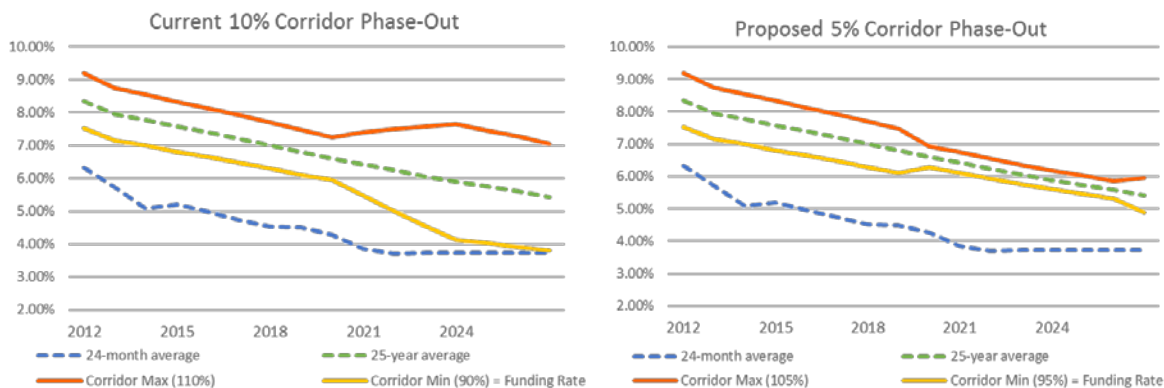 Current 10% Corridor Phase-Out
10.00%
9.00%
8.00%
7.00%
6.00%
5.00%
4.00%
3.00%
2.00%
2012 2015 2018 2021 2024
24-month average 25-year average
Corridor Max (110%) Corridor Min (90%) = Funding Rate
Proposed 5% Corridor Phase-Out
10.00%
9.00%
8.00%
7.00%
6.00%
5.00%
4.00%
3.00%
2.00%
2012 2015 2018 2021 2024
24-month average 25-year average
Corridor Max (105%) Corridor Min (95%) = Funding Rate